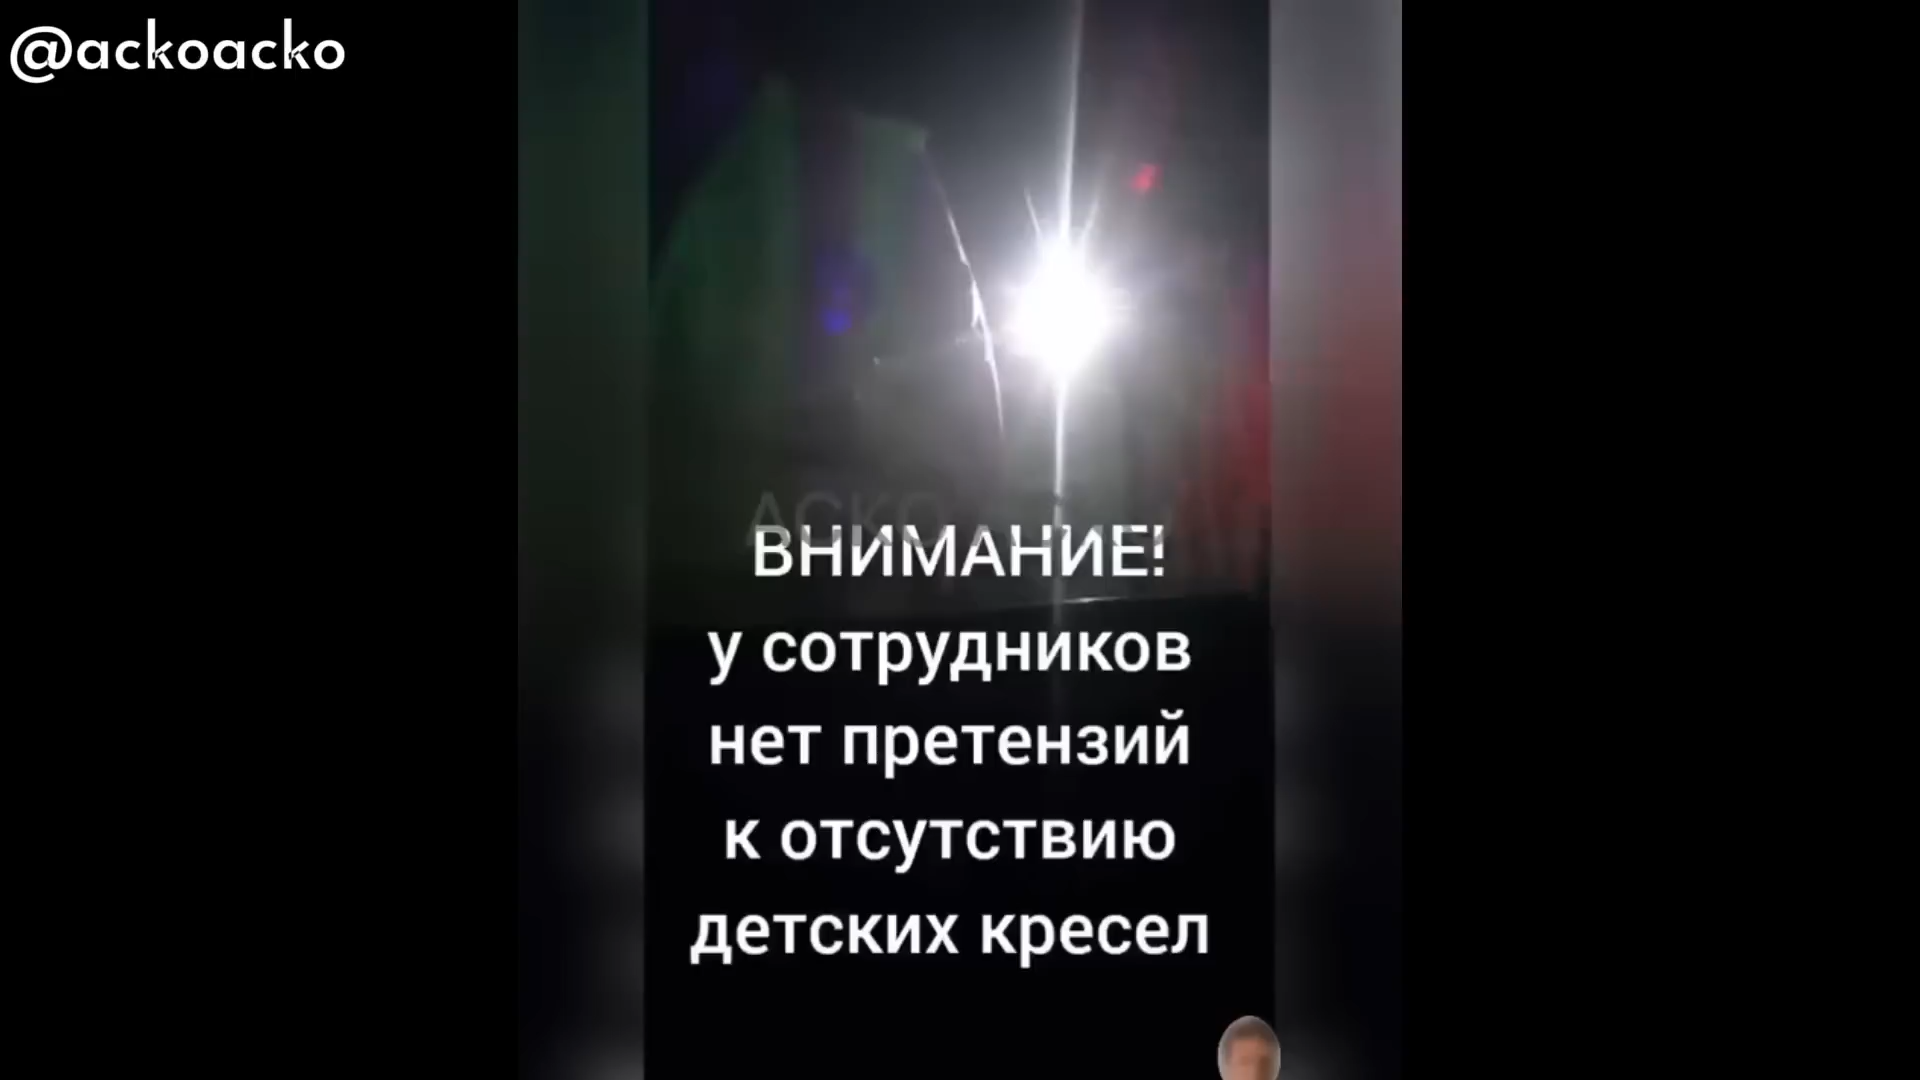 @ackoacko
ВНИМАНИЕ!
у сотрудников
нет претензий
к отсутствию
детских кресел